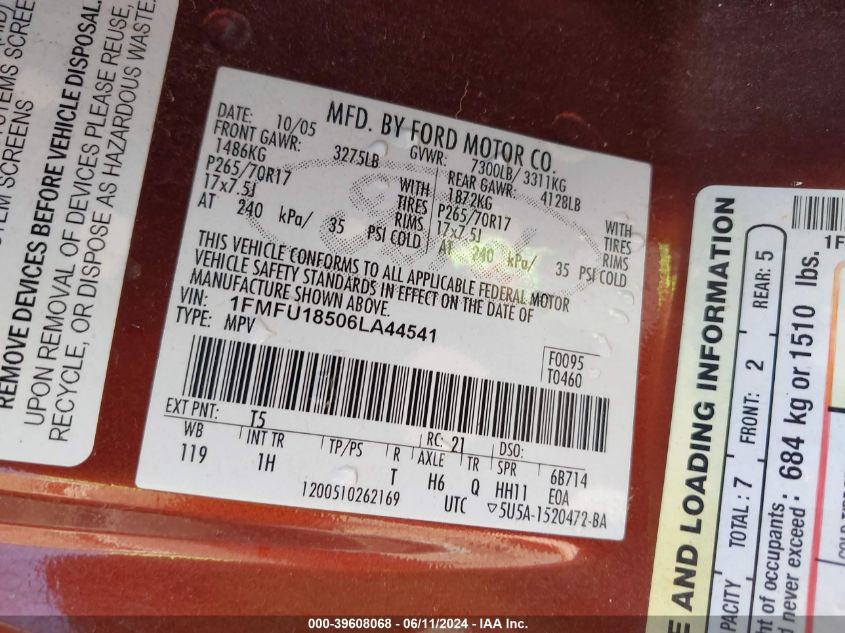 SYSTEMS SCREE
TEM SCREENS
REMOVE DEVICES BEFORE VEHICLE DISPOSAL.
UPON REMOVAL OF DEVICES PLEASE REUSE,
RECYCLE, OR DISPOSE AS HAZARDOUS WASTE.
MFD. BY FORD MOTOR CO.
DATE: 10/05 GVWR: 7300LB/ 3311KG
FRONT GAWR: 3275LB REAR GAWR: 4128LB
1486KG WITH 1872KG WITH
P265/70R17 TIRES P265/70R17 TIRES
17x7.5J RIMS 17x7.5J RIMS
AT 240 kPa/ 35 PSI COLD AT 240 kPa/ 35 PSI COLD
THIS VEHICLE CONFORMS TO ALL APPLICABLE FEDERAL MOTOR
VEHICLE SAFETY STANDARDS IN EFFECT ON THE DATE OF
MANUFACTURE SHOWN ABOVE.
VIN: 1FMFU18506LA44541
TYPE: MPV
F0095
T0460
EXT PNT: T5 RC: 21 DSO:
WB INT TR TP/PS R AXLE TR SPR 6B714
119 1H T H6 Q HH11 E0A
1200510262169 UTC ▽5U5A-1520472-BA
E AND LOADING INFORMATION
1F
PACITY TOTAL: 7 FRONT: 2 REAR: 5
ht of occupants
d never exceed: 684 kg or 1510 lbs.
000-39608068 - 06/11/2024 - IAA Inc.